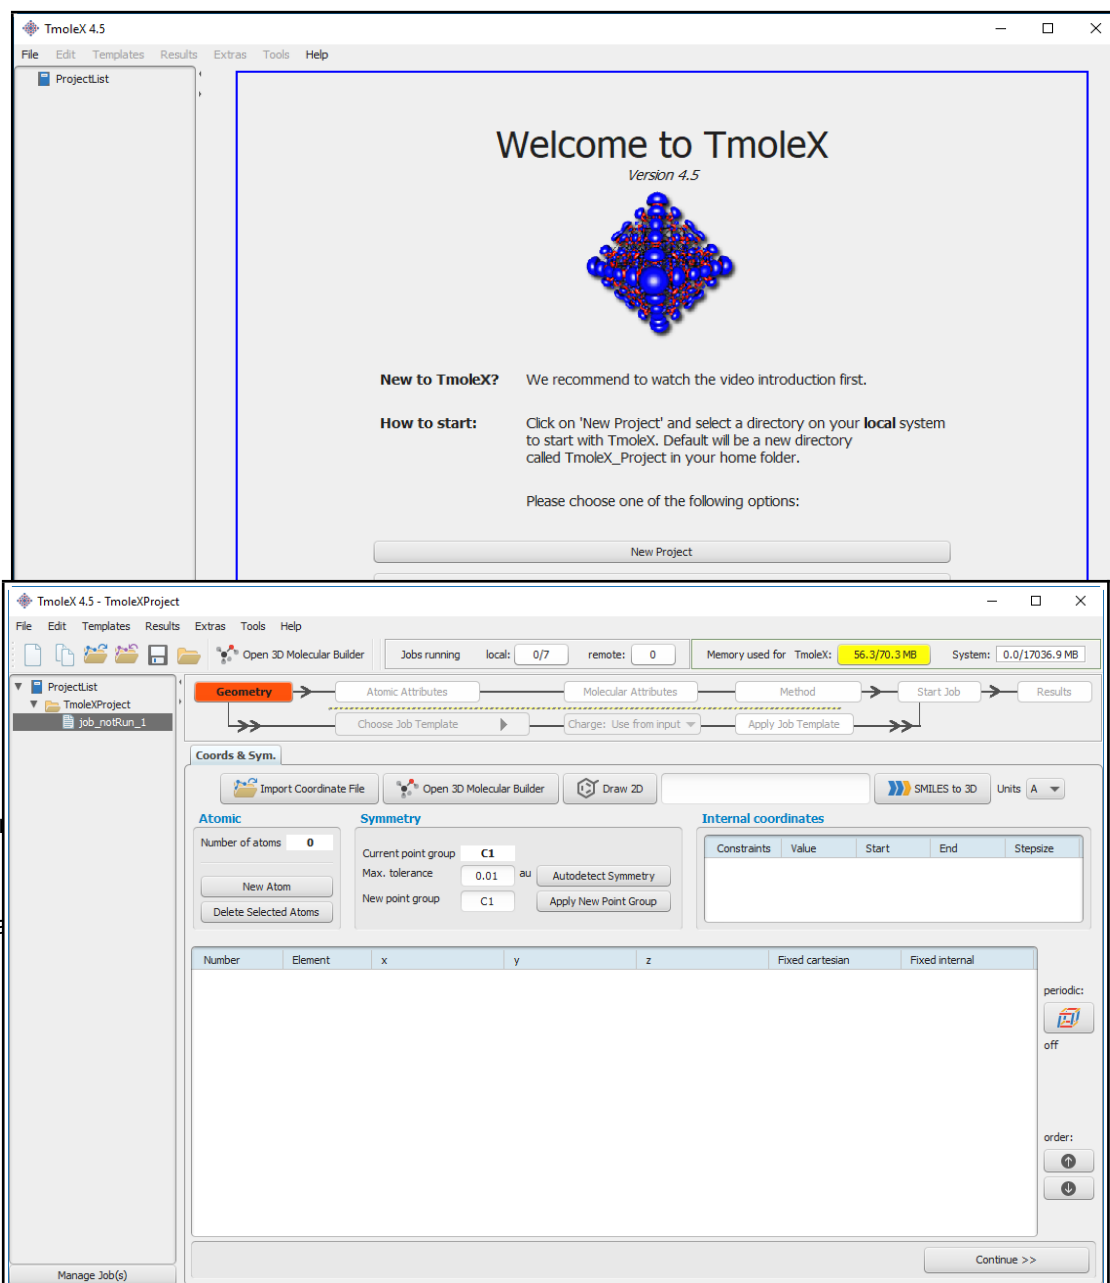 TmoleX 4.5
File Edit Templates Results Extras Tools Help
ProjectList
Welcome to TmoleX
Version 4.5
New to TmoleX? We recommend to watch the video introduction first.
How to start: Click on 'New Project' and select a directory on your local system
to start with TmoleX. Default will be a new directory
called TmoleX_Project in your home folder.
Please choose one of the following options:
New Project
TmoleX 4.5 - TmoleXProject
File Edit Templates Results Extras Tools Help
Open 3D Molecular Builder Jobs running local: 0/7 remote: 0 Memory used for TmoleX: 56.3/70.3 MB System: 0.0/17036.9 MB
ProjectList
TmoleXProject
job_notRun_1
Geometry Atomic Attributes Molecular Attributes Method Start Job Results
Choose Job Template Charge: Use from input Apply Job Template
Coords & Sym.
Import Coordinate File Open 3D Molecular Builder Draw 2D SMILES to 3D Units A
Atomic Symmetry Internal coordinates
Number of atoms 0
New Atom
Delete Selected Atoms
Current point group C1
Max. tolerance 0.01 au Autodetect Symmetry
New point group C1 Apply New Point Group
Constraints Value Start End Stepsize
Number Element x y z Fixed cartesian Fixed internal
periodic:
off
order:
Continue >>
Manage Job(s)